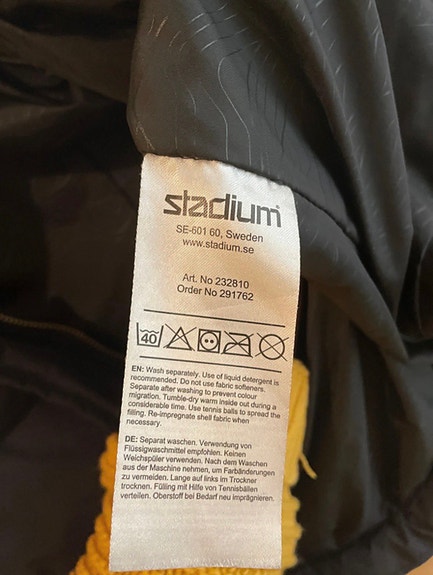 stadium
SE-601 60, Sweden
www.stadium.se
Art. No 232810
Order No 291762
40
EN: Wash separately. Use of liquid detergent is
recommended. Do not use fabric softeners.
Separate after washing to prevent colour
migration. Tumble-dry warm inside out during a
considerable time. Use tennis balls to spread the
filling. Re-impregnate shell fabric when
necessary.
DE: Separat waschen. Verwendung von
Flüssigwaschmittel empfohlen. Keinen
Weichspüler verwenden. Nach dem Waschen
aus der Maschine nehmen, um Farbänderungen
zu vermeiden. Lange auf links im Trockner
trocknen. Füllung mit Hilfe von Tennisbällen
verteilen. Oberstoff bei Bedarf neu imprägnieren.